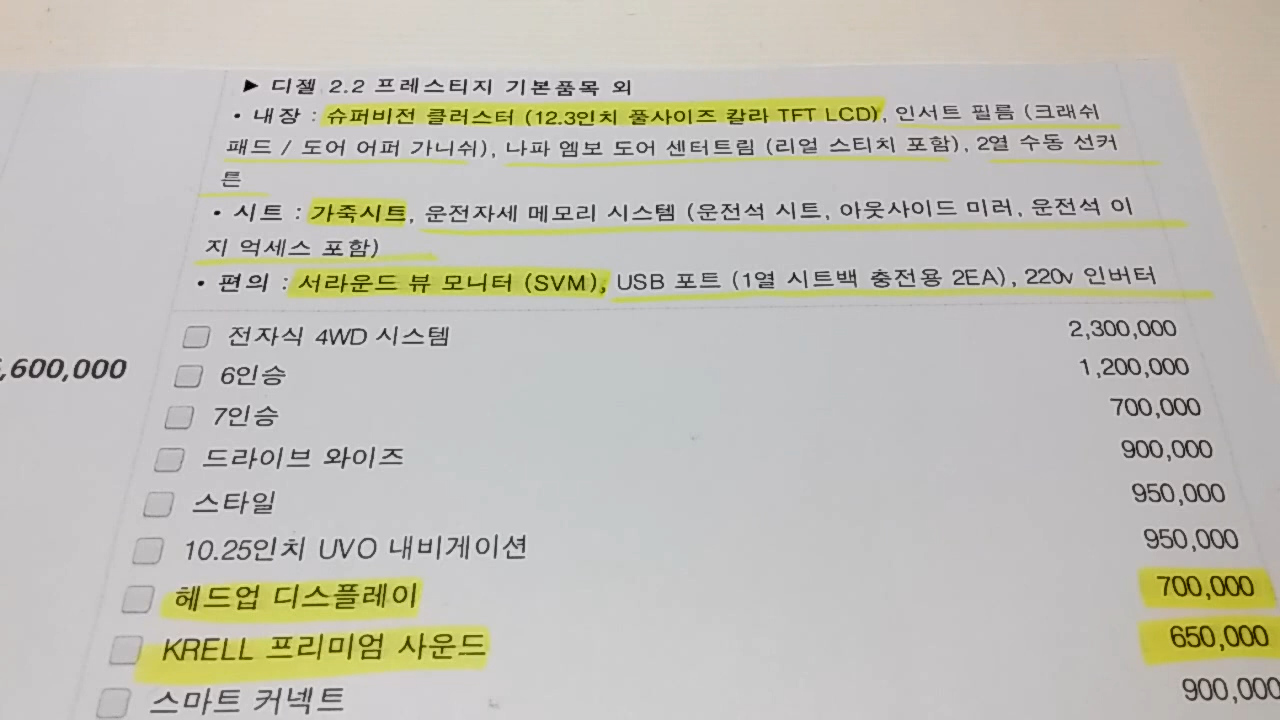 ▶ 디젤 2.2 프레스티지 기본품목 외
• 내장 : 슈퍼비전 클러스터 (12.3인치 풀사이즈 칼라 TFT LCD), 인서트 필름 (크래쉬
패드 / 도어 어퍼 가니쉬), 나파 엠보 도어 센터트림 (리얼 스티치 포함), 2열 수동 선커
튼
• 시트 : 가죽시트, 운전자세 메모리 시스템 (운전석 시트, 아웃사이드 미러, 운전석 이
지 억세스 포함)
• 편의 : 서라운드 뷰 모니터 (SVM), USB 포트 (1열 시트백 충전용 2EA), 220v 인버터
전자식 4WD 시스템 2,300,000
,600,000
6인승 1,200,000
7인승 700,000
드라이브 와이즈 900,000
스타일 950,000
10.25인치 UVO 내비게이션 950,000
헤드업 디스플레이 700,000
KRELL 프리미엄 사운드 650,000
스마트 커넥트 900,000